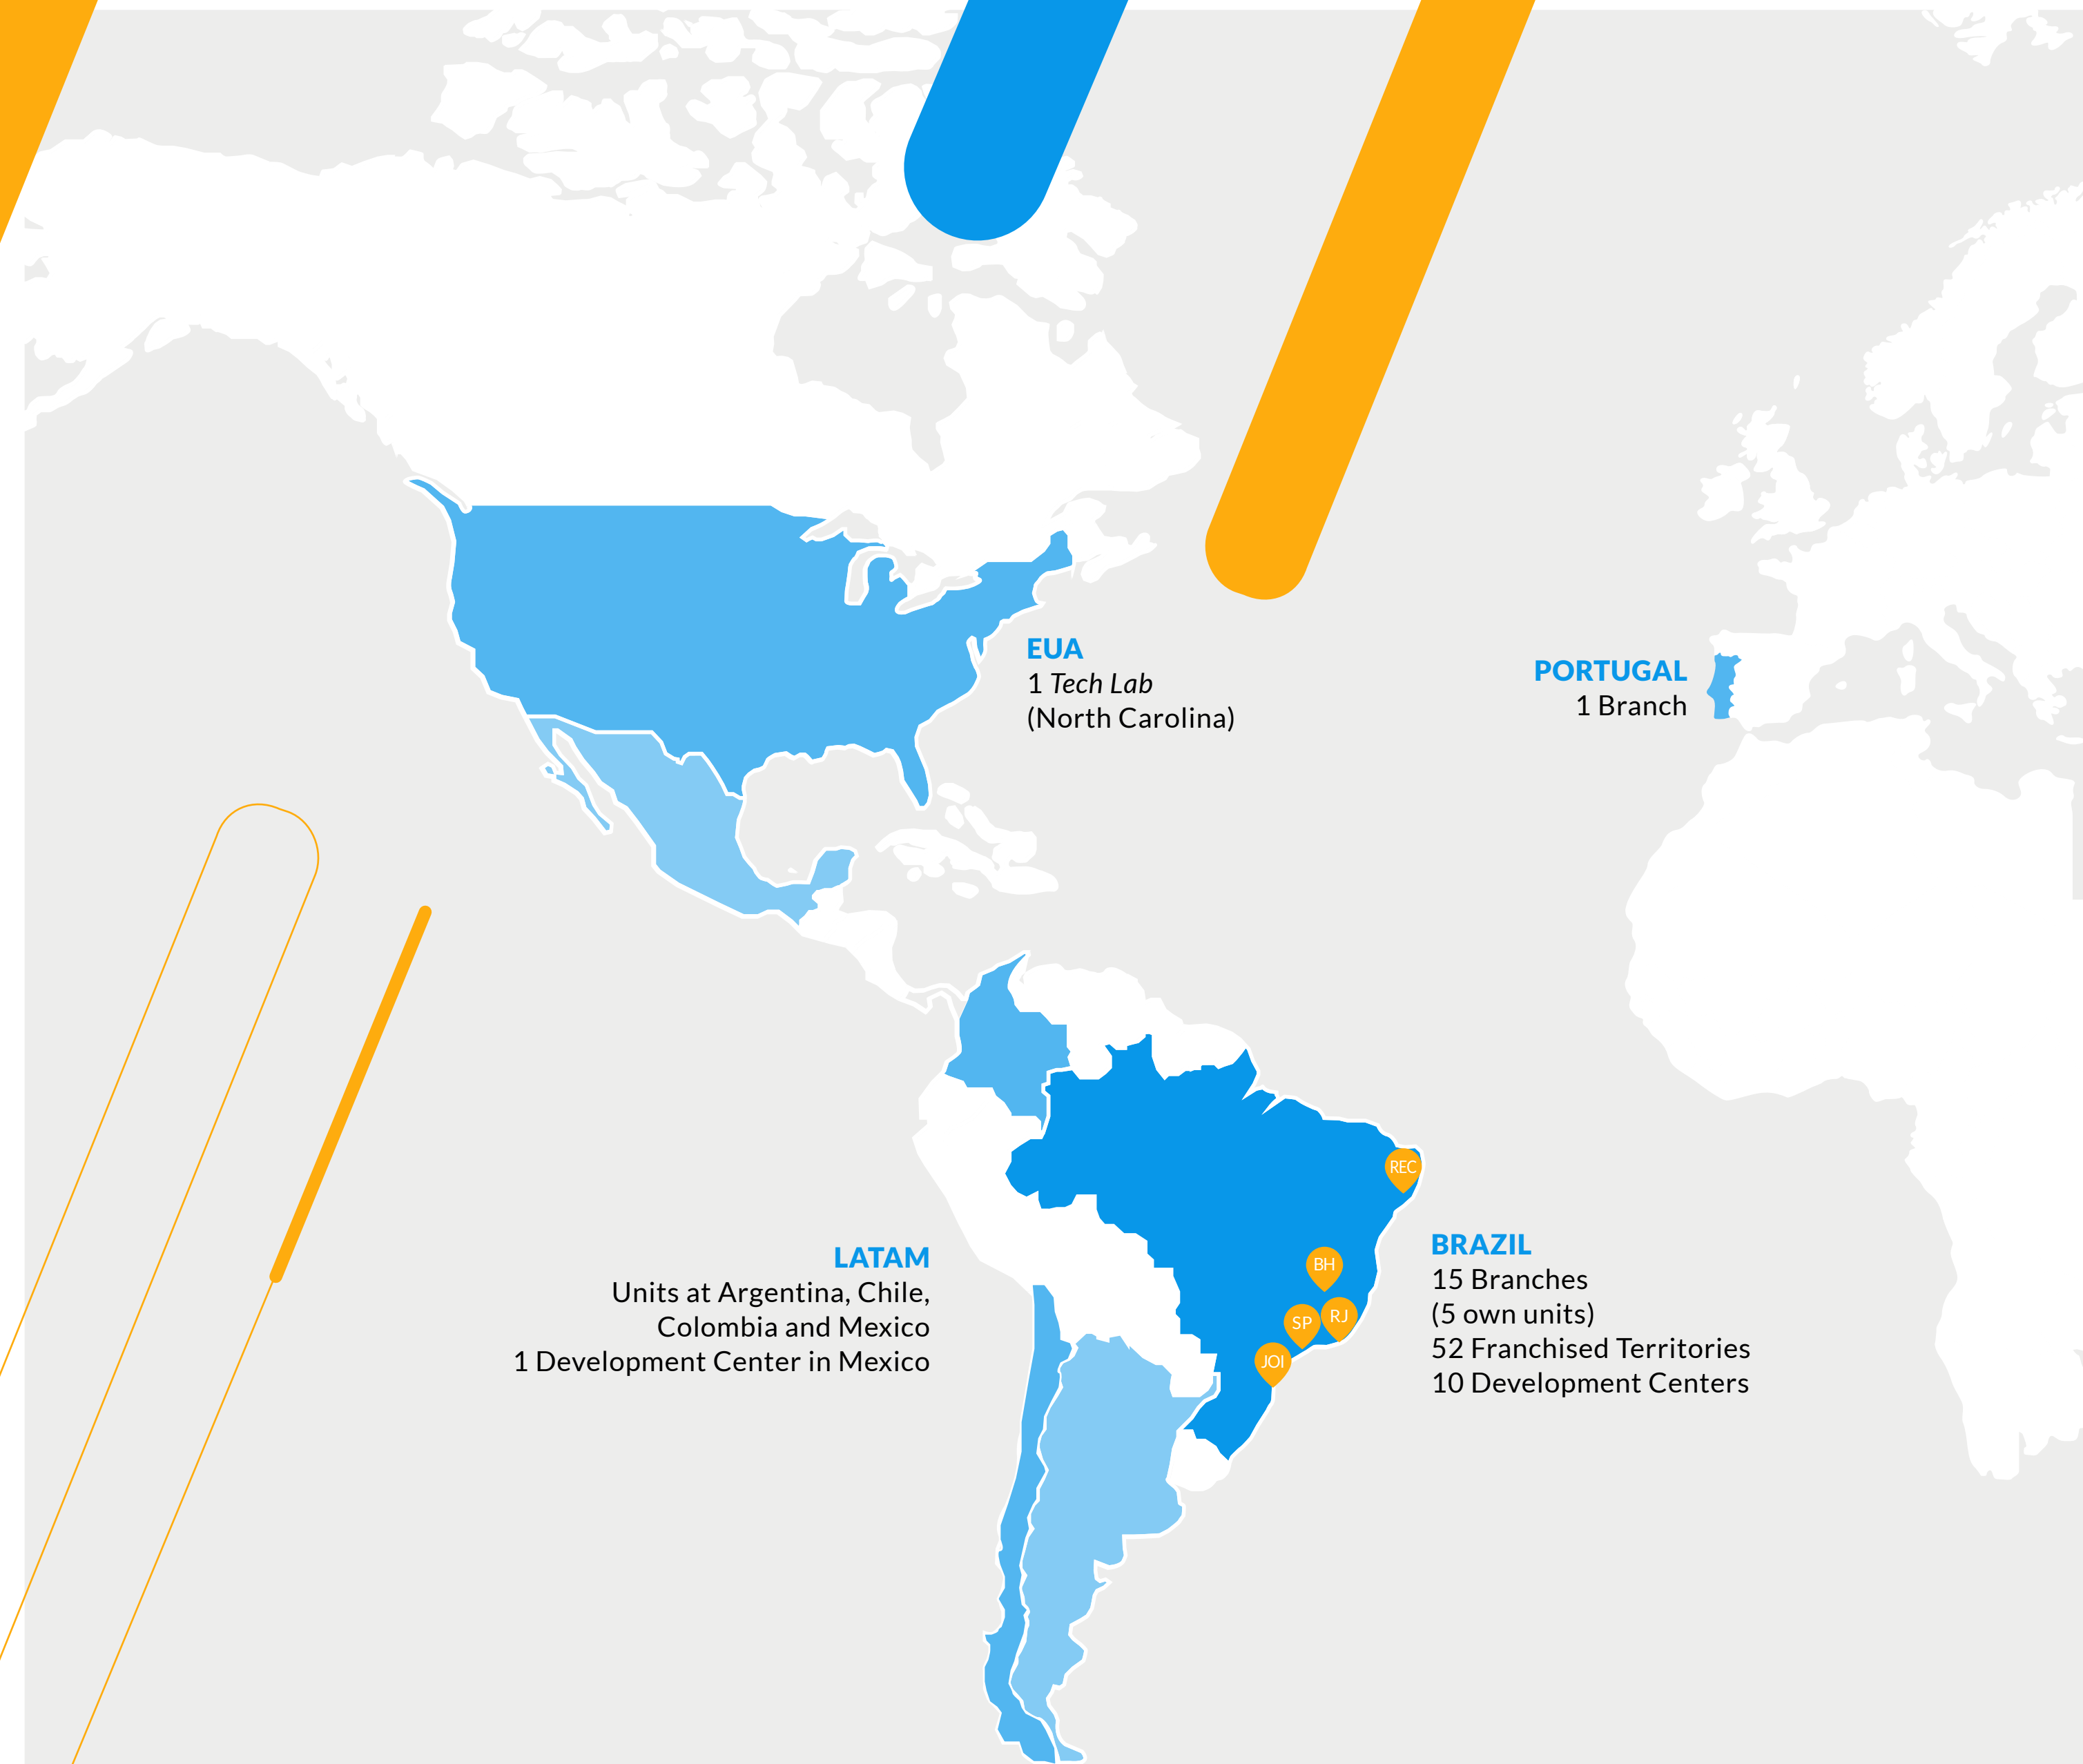 EUA
1 Tech Lab
(North Carolina)
PORTUGAL
1 Branch
REC
BH
SP
RJ
JOI
LATAM
Units at Argentina, Chile,
Colombia and Mexico
1 Development Center in Mexico
BRAZIL
15 Branches
(5 own units)
52 Franchised Territories
10 Development Centers